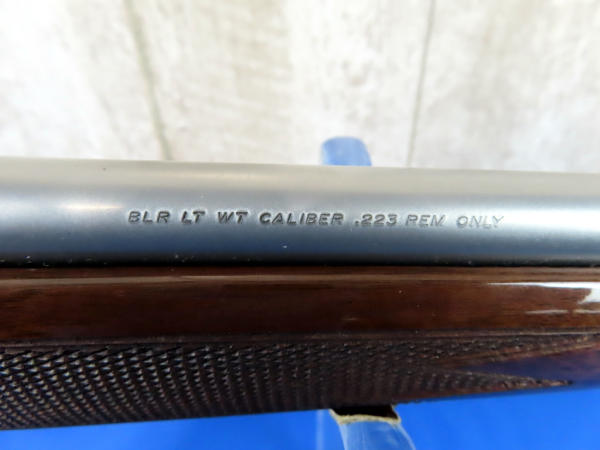 BLR LT WT CALIBER .223 REM ONLY